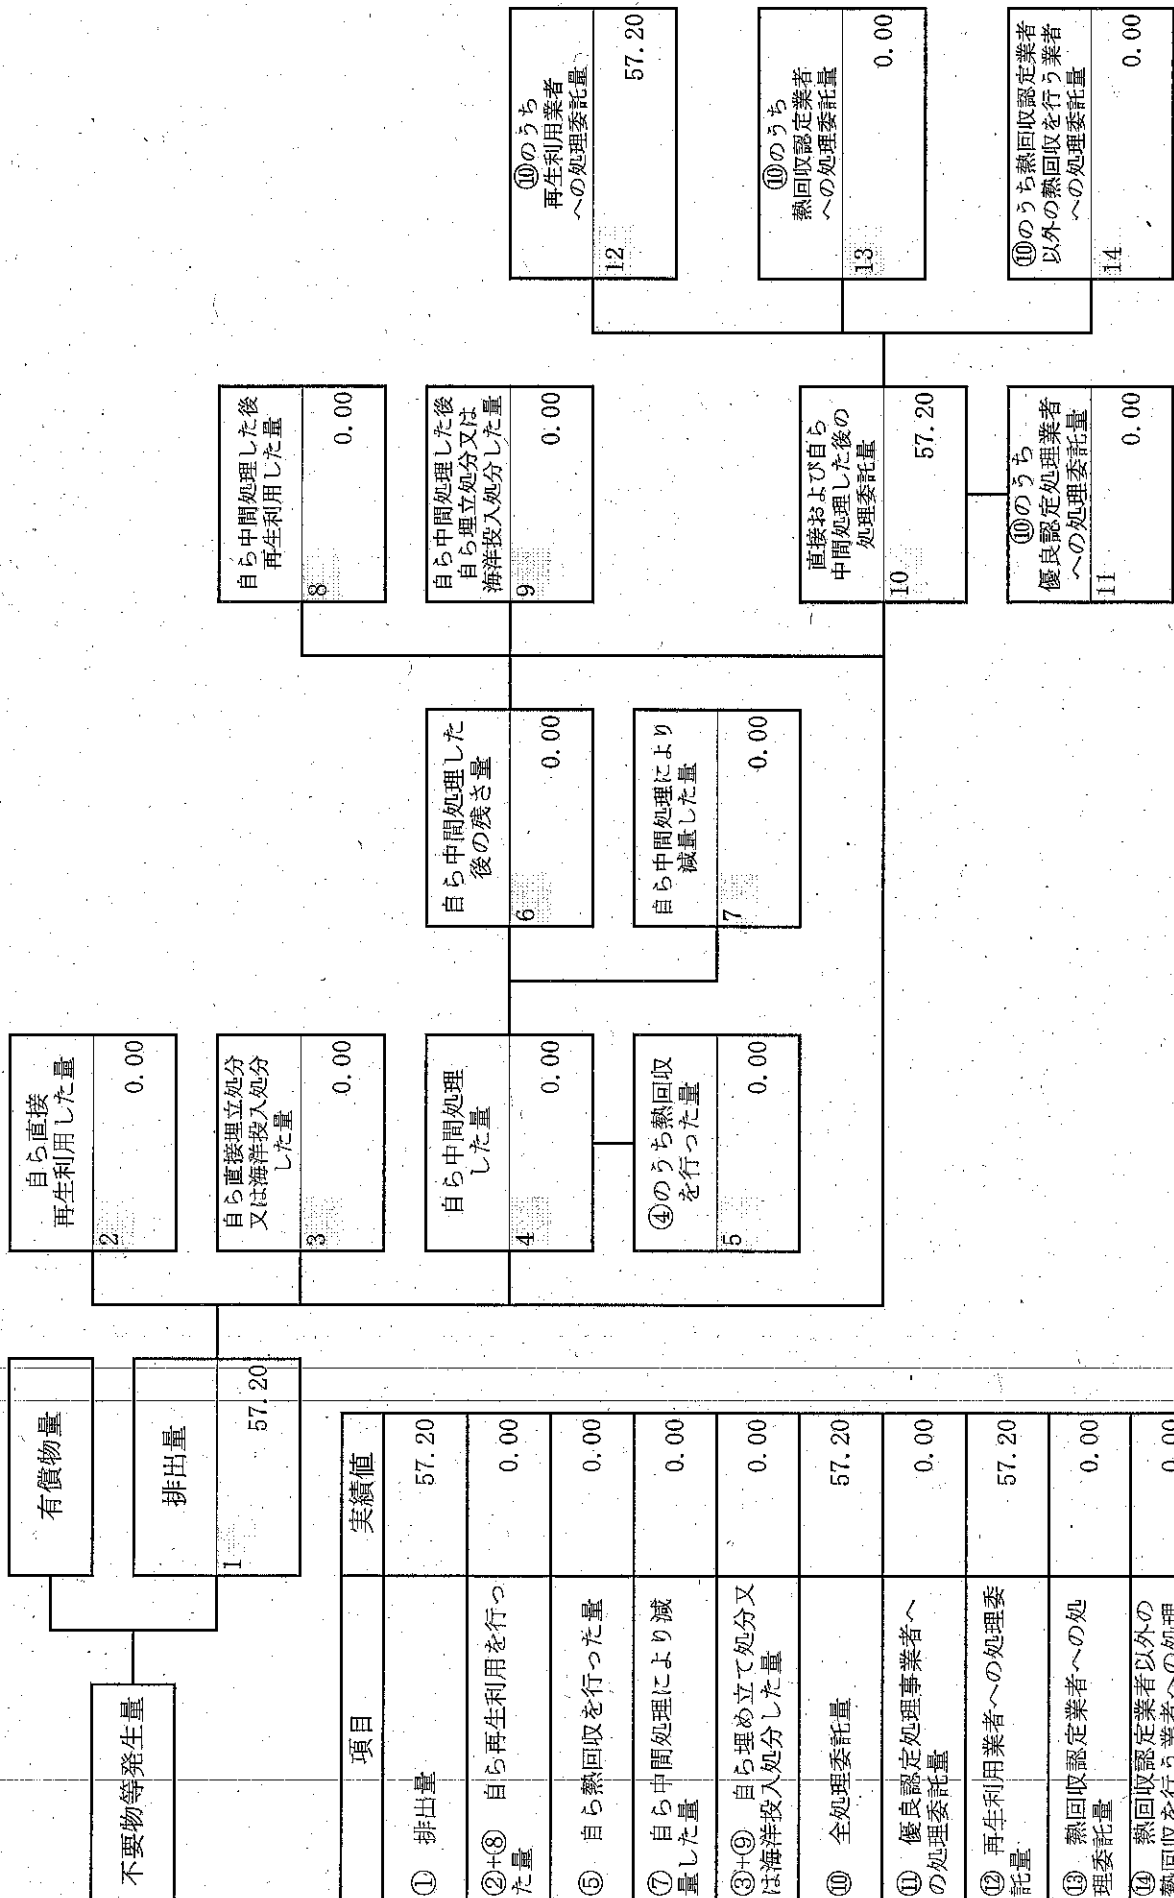 不要物等発生量
有償物量
排出量
1
57.20
自ら直接
再生利用した量
2
0.00
自ら直接埋立処分
又は海洋投入処分
した量
3
0.00
自ら中間処理
した量
4
0.00
④のうち熱回収
を行った量
5
0.00
自ら中間処理した
後の残さ量
6
0.00
自ら中間処理により
減量した量
7
0.00
自ら中間処理した後
再生利用した量
8
0.00
自ら中間処理した後
自ら埋立処分又は
海洋投入処分した量
9
0.00
直接および自ら
中間処理した後の
処理委託量
10
57.20
⑩のうち
優良認定処理業者
への処理委託量
11
0.00
⑩のうち
再生利用業者
への処理委託量
12
57.20
⑩のうち
熱回収認定業者
への処理委託量
13
0.00
⑩のうち熱回収認定業者
以外の熱回収を行う業者
への処理委託量
14
0.00
項目 実績値
① 排出量 57.20
②+⑧ 自ら再生利用を行っ
た量 0.00
⑤ 自ら熱回収を行った量 0.00
⑦ 自ら中間処理により減
量した量 0.00
③+⑨ 自ら埋め立て処分又
は海洋投入処分した量 0.00
⑩ 全処理委託量 57.20
⑪ 優良認定処理事業者へ
の処理委託量 0.00
⑫ 再生利用業者への処理委
託量 57.20
⑬ 熱回収認定業者への処
理委託量 0.00
⑭ 熱回収認定業者以外の
熱回収を行う業者への処理 0.00